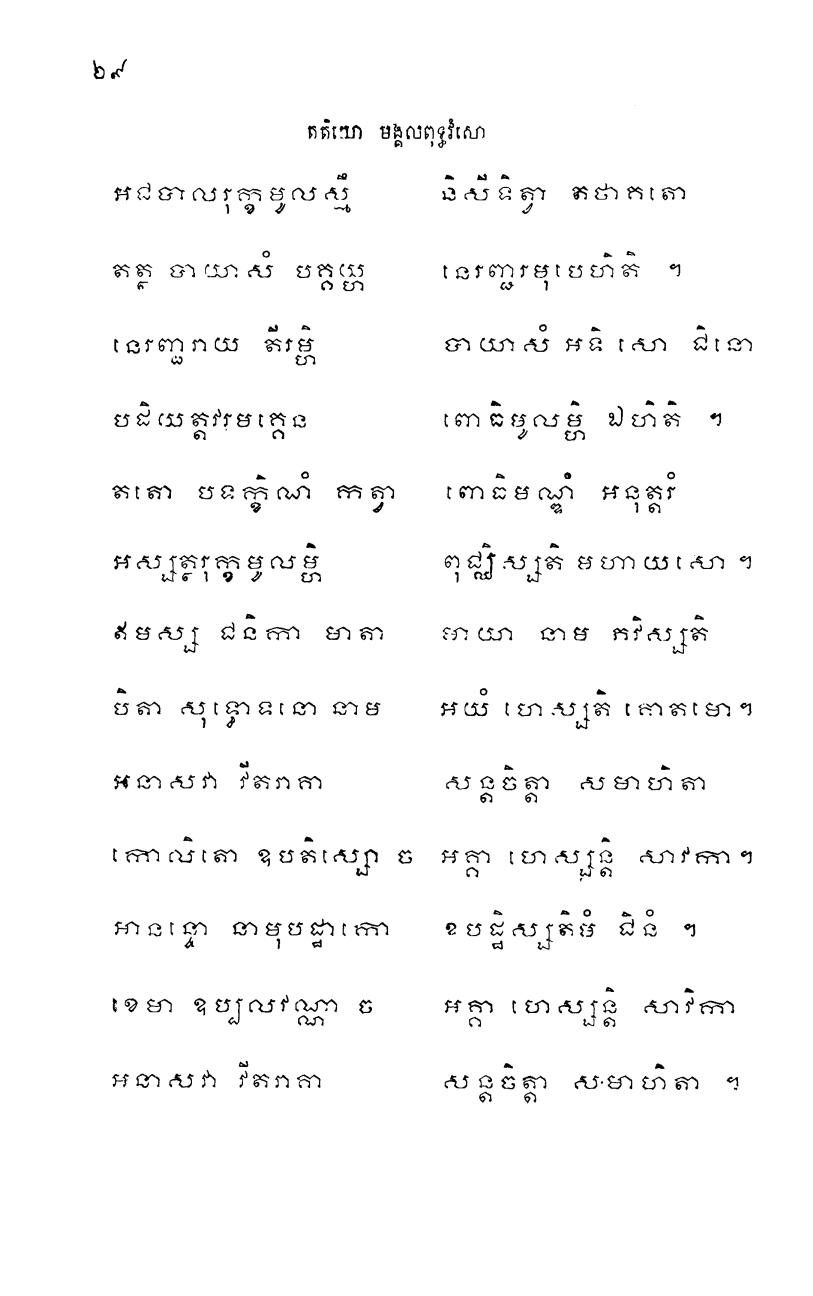 ២៩
តតិយោ មង្គលពុទ្ធវំសោ
អជបាលរុក្ខមូលស្មឹ និសីទិត្វា តថាគតោ
តត្ថ បាយាសំ បគ្គយ្ហ នេរញ្ជរមុបេហិតិ ។
នេរញ្ជរាយ តីរម្ហិ បាយាសំ អទិ សោ ជិនោ
បដិយត្តវរមគ្គេន ពោធិមូលម្ហិ ឯហិតិ ។
តតោ បទក្ខិណំ កត្វា ពោធិមណ្ឌំ អនុត្តរំ
អស្សត្ថរុក្ខមូលម្ហិ ពុជ្ឈិស្សតិ មហាយសោ ។
ឥមស្ស ជនិកា មាតា មាយា នាម ភវិស្សតិ
បិតា សុទ្ធោទនោ នាម អយំ ហេស្សតិ គោតមោ។
អនាសវា វីតរាគា សន្តចិត្តា សមាហិតា
កោលិតោ ឧបតិស្សោ ច អគ្គា ហេស្សន្តិ សាវកា។
អានន្ទោ នាមុបដ្ឋាកោ ឧបដ្ឋិស្សតិមំ ជិនំ ។
ខេមា ឧប្បលវណ្ណា ច អគ្គា ហេស្សន្តិ សាវិកា
អនាសវា វីតរាគា សន្តចិត្តា សមាហិតា ។